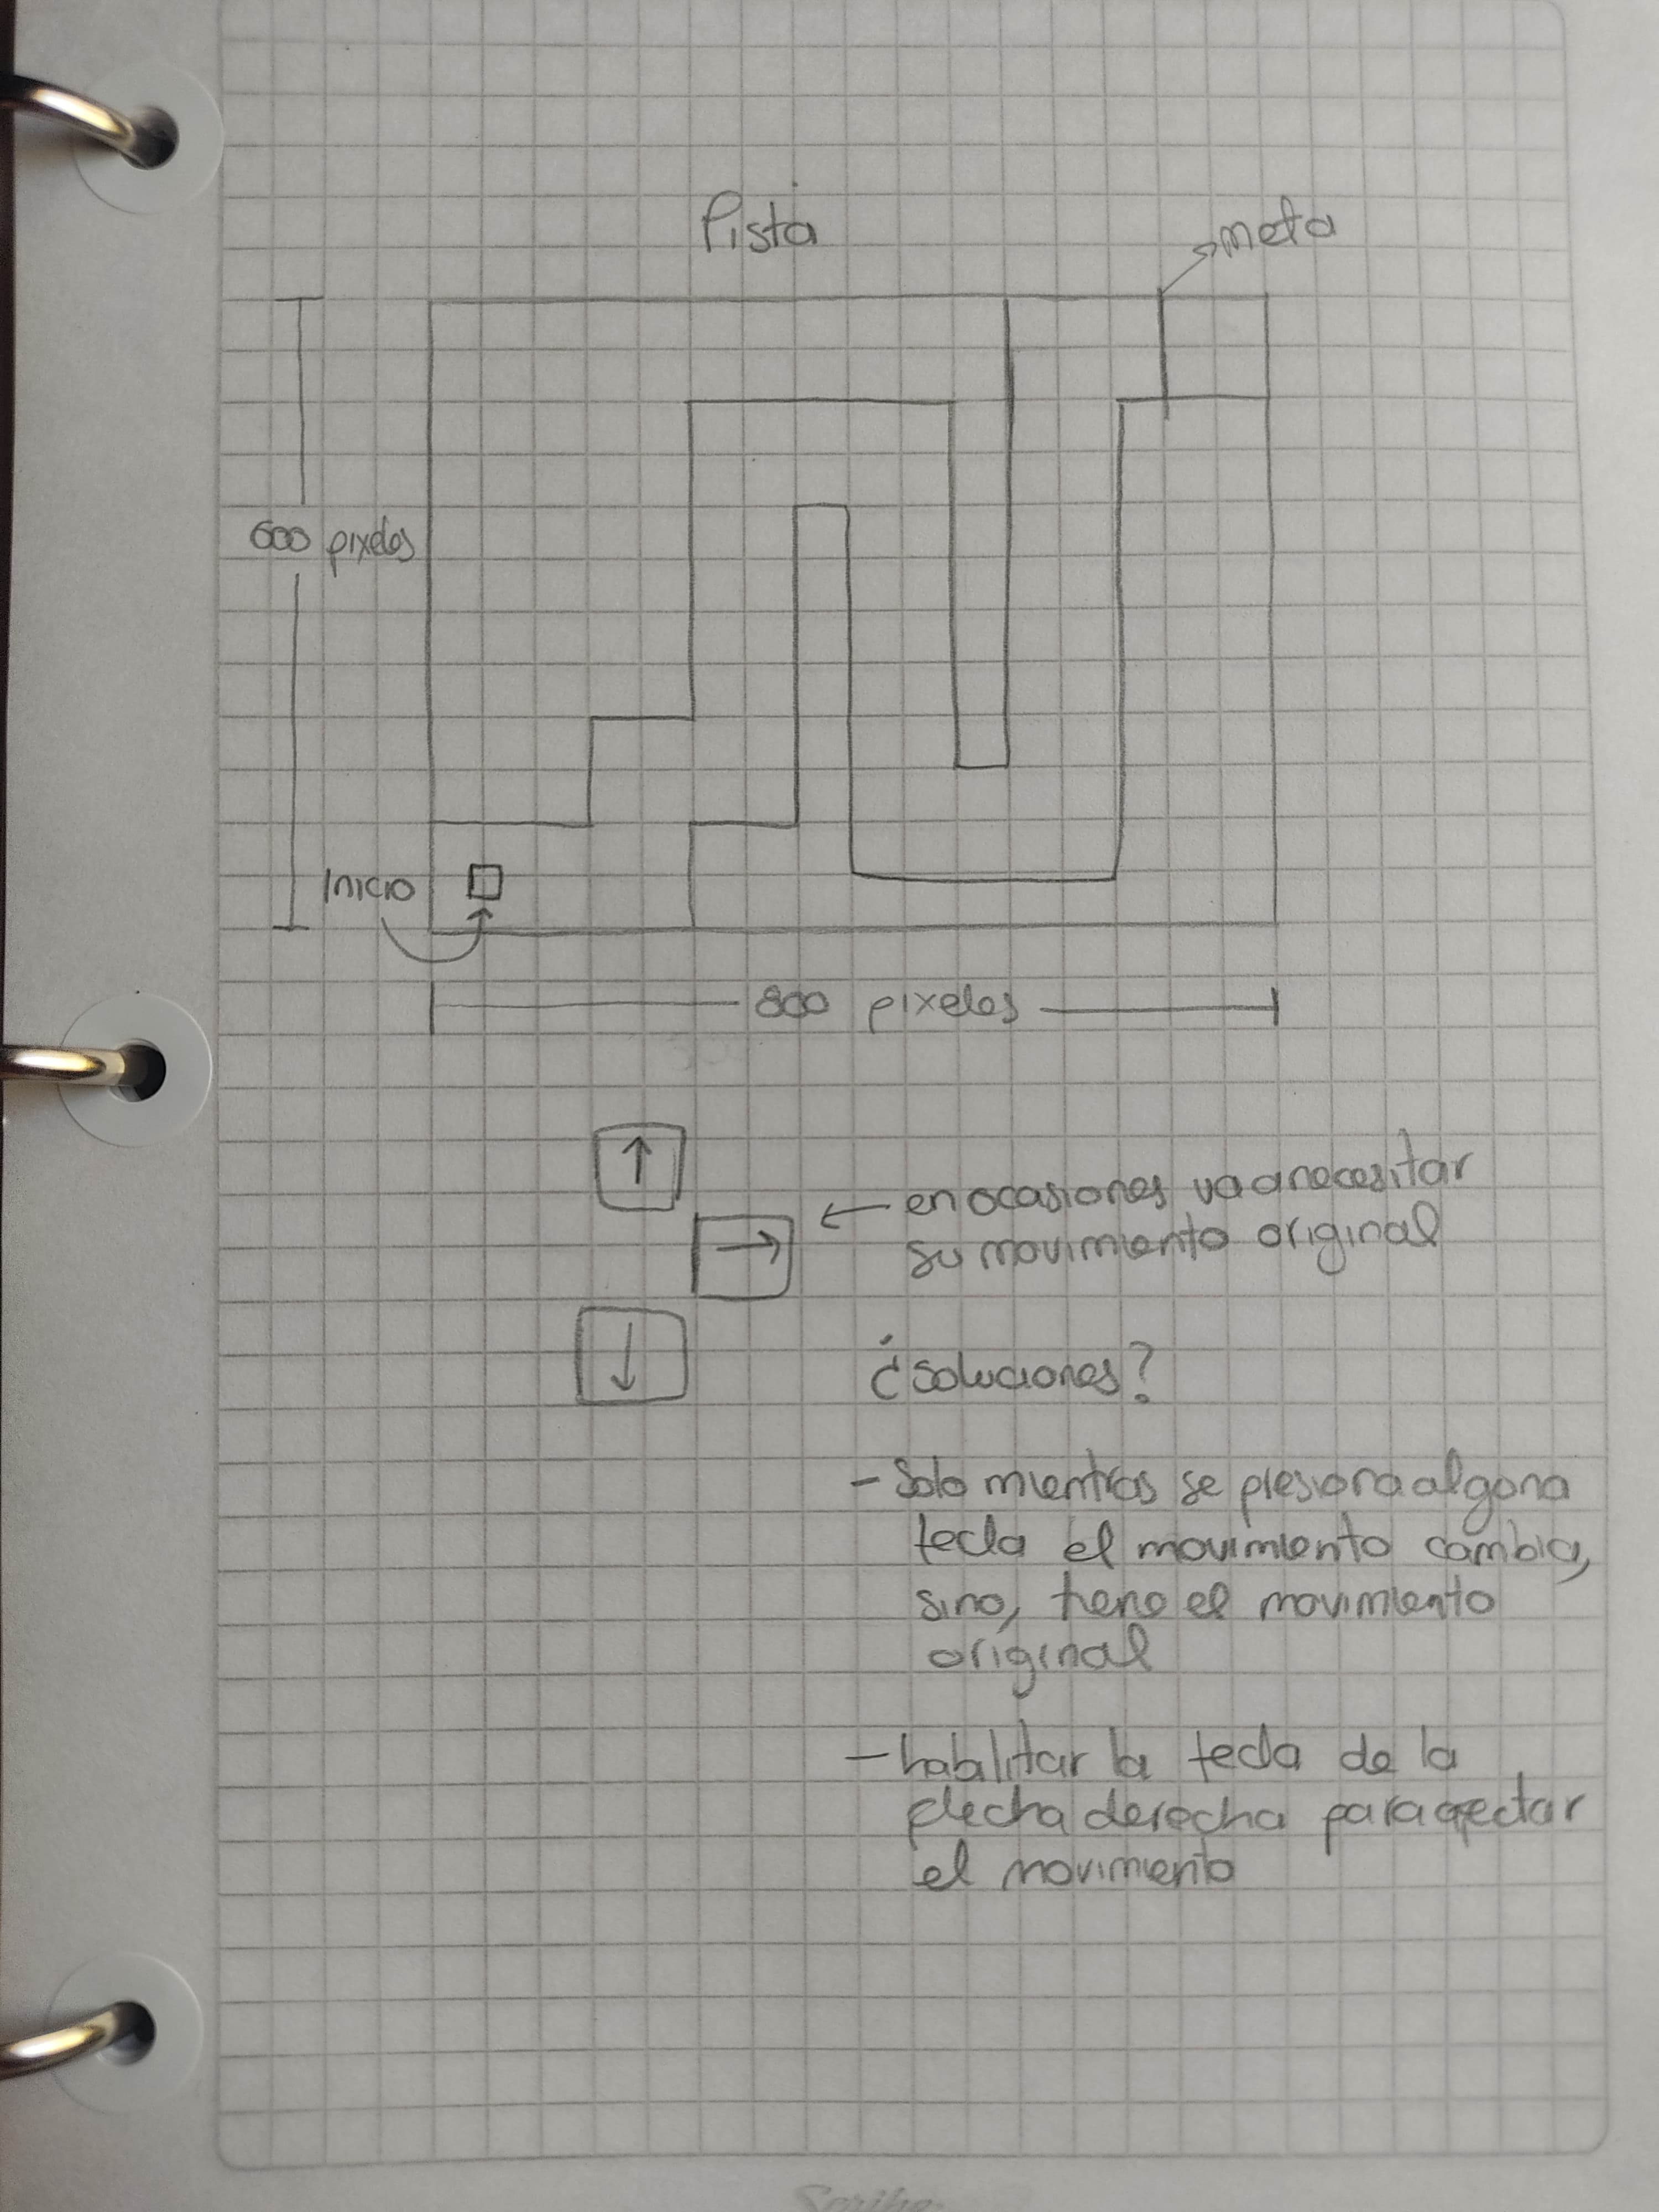 Pista
meta
600 pixeles
Inicio
800 pixeles
en ocasiones va a necesitar
su movimiento original
¿soluciones?
- Solo mientras se presiona alguna
tecla el movimiento cambia,
sino, tiene el movimiento
original
- habilitar la tecla de la
flecha derecha para afectar
el movimiento
Scribe